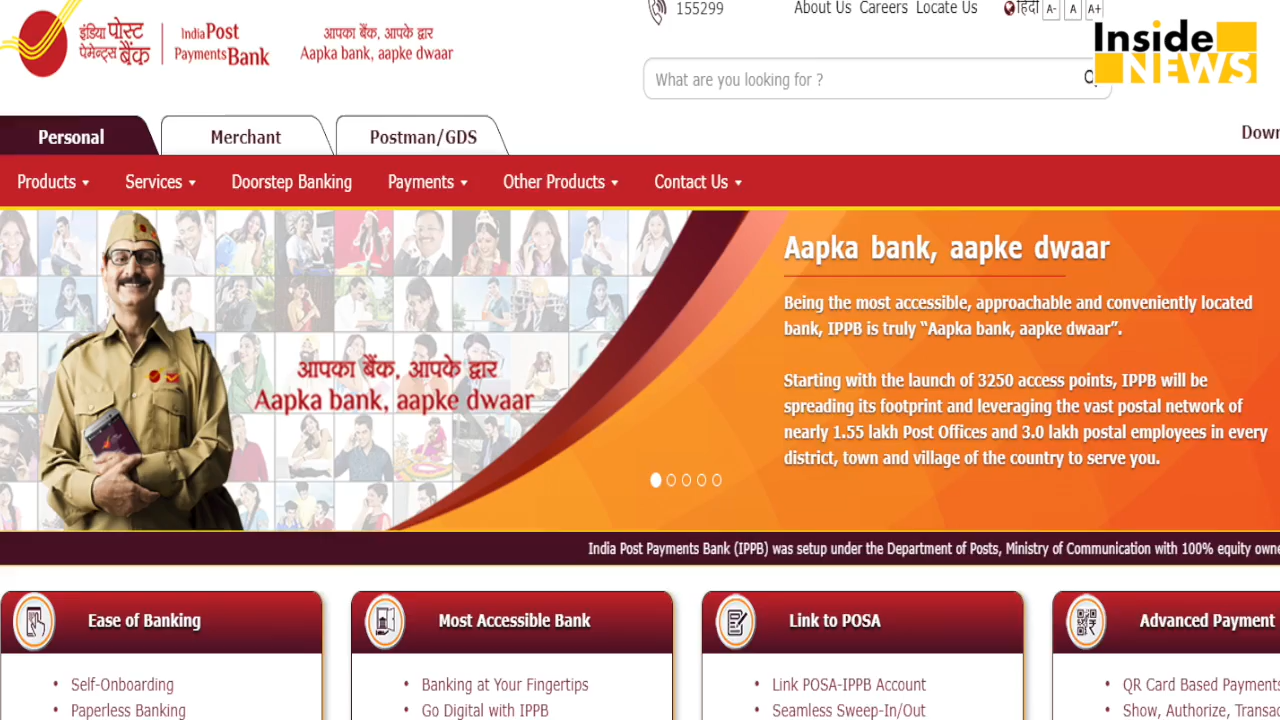 155299
About Us Careers Locate Us
हिंदी A- A A+
इंडिया पोस्ट
पेमेन्ट्स बैंक
India Post
Payments Bank
आपका बैंक, आपके द्वार
Aapka bank, aapke dwaar
Inside
NEWS
What are you looking for ?
Personal
Merchant
Postman/GDS
Down
Products
Services
Doorstep Banking
Payments
Other Products
Contact Us
आपका बैंक, आपके द्वार
Aapka bank, aapke dwaar
Aapka bank, aapke dwaar
Being the most accessible, approachable and conveniently located
bank, IPPB is truly “Aapka bank, aapke dwaar”.
Starting with the launch of 3250 access points, IPPB will be
spreading its footprint and leveraging the vast postal network of
nearly 1.55 lakh Post Offices and 3.0 lakh postal employees in every
district, town and village of the country to serve you.
India Post Payments Bank (IPPB) was setup under the Department of Posts, Ministry of Communication with 100% equity owne
Ease of Banking
• Self-Onboarding
• Paperless Banking
Most Accessible Bank
• Banking at Your Fingertips
• Go Digital with IPPB
Link to POSA
• Link POSA-IPPB Account
• Seamless Sweep-In/Out
Advanced Payment
• QR Card Based Payments
• Show, Authorize, Transac